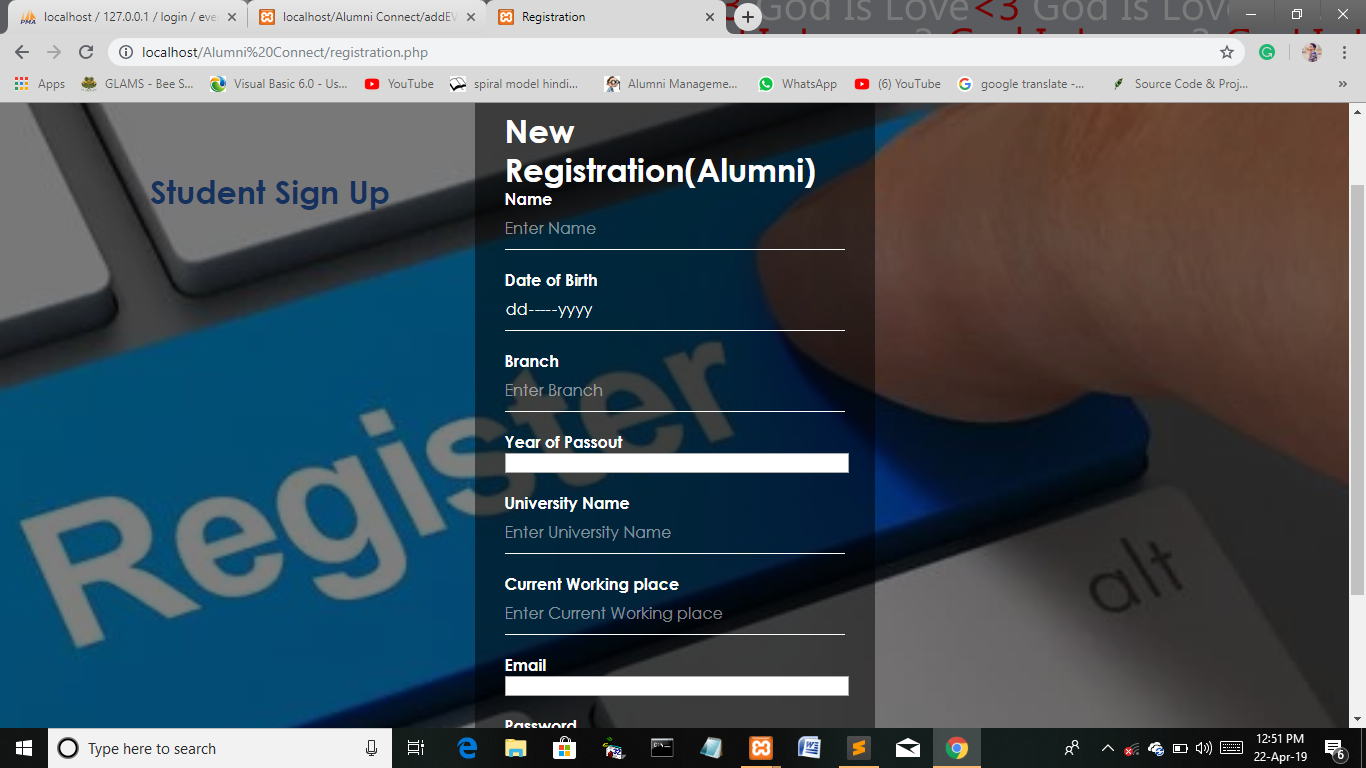 localhost / 127.0.0.1 / login / eve
localhost/Alumni Connect/addEV
Registration
God Is Love<3 God Is Love
localhost/Alumni%20Connect/registration.php
Apps
GLAMS - Bee S...
Visual Basic 6.0 - Us...
YouTube
spiral model hindi...
Alumni Manageme...
WhatsApp
(6) YouTube
google translate -...
Source Code & Proj...
»
New
Registration(Alumni)
Student Sign Up
Name
Enter Name
Date of Birth
dd-----yyyy
Branch
Enter Branch
Year of Passout
University Name
Enter University Name
Current Working place
Enter Current Working place
Email
Password
Register
alt
Type here to search
12:51 PM
22-Apr-19
6